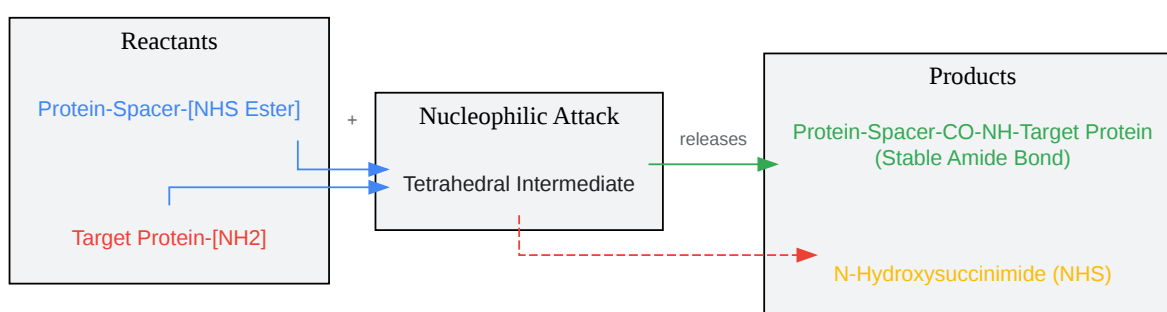 Reactants
Protein-Spacer-[NHS Ester]
Target Protein-[NH2]
+
Nucleophilic Attack
Tetrahedral Intermediate
releases
Products
Protein-Spacer-CO-NH-Target Protein
(Stable Amide Bond)
N-Hydroxysuccinimide (NHS)